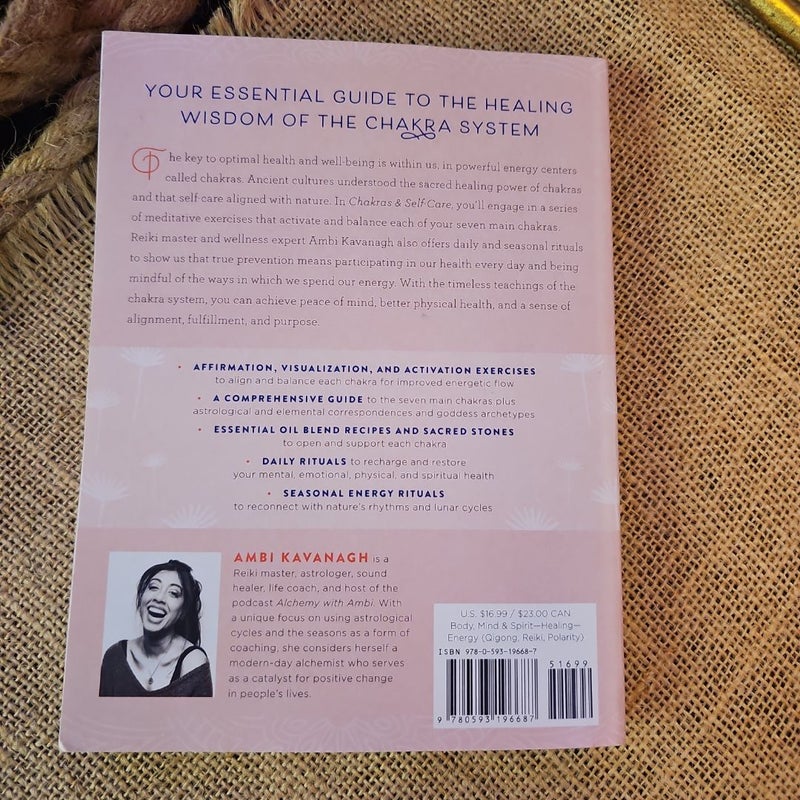 YOUR ESSENTIAL GUIDE TO THE HEALING
WISDOM OF THE CHAKRA SYSTEM
The key to optimal health and well-being is within us, in powerful energy centers
called chakras. Ancient cultures understood the sacred healing power of chakras
and that self-care aligned with nature. In Chakras & Self-Care, you'll engage in a series
of meditative exercises that activate and balance each of your seven main chakras.
Reiki master and wellness expert Ambi Kavanagh also offers daily and seasonal rituals
to show us that true prevention means participating in our health every day and being
mindful of the ways in which we spend our energy. With the timeless teachings of the
chakra system, you can achieve peace of mind, better physical health, and a sense of
alignment, fulfillment, and purpose.
• AFFIRMATION, VISUALIZATION, AND ACTIVATION EXERCISES
to align and balance each chakra for improved energetic flow
• A COMPREHENSIVE GUIDE to the seven main chakras plus
astrological and elemental correspondences and goddess archetypes
• ESSENTIAL OIL BLEND RECIPES AND SACRED STONES
to open and support each chakra
• DAILY RITUALS to recharge and restore
your mental, emotional, physical, and spiritual health
• SEASONAL ENERGY RITUALS
to reconnect with nature's rhythms and lunar cycles
AMBI KAVANAGH is a
Reiki master, astrologer, sound
healer, life coach, and host of the
podcast Alchemy with Ambi. With
a unique focus on using astrological
cycles and the seasons as a form of
coaching, she considers herself a
modern-day alchemist who serves
as a catalyst for positive change
in people's lives.
U.S. $16.99 / $23.00 CAN
Body, Mind & Spirit—Healing—
Energy (Qigong, Reiki, Polarity)
ISBN 978-0-593-19668-7
51699
9 780593 196687